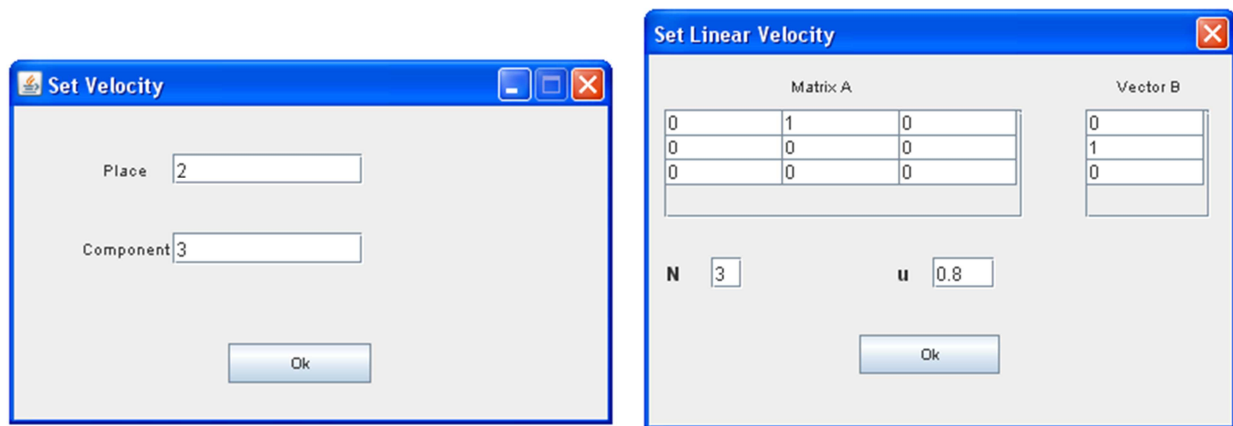 Set Velocity
Place 2
Component 3
Ok
Set Linear Velocity
Matrix A Vector B
0 1 0 0
0 0 0 1
0 0 0 0
N 3 u 0.8
Ok